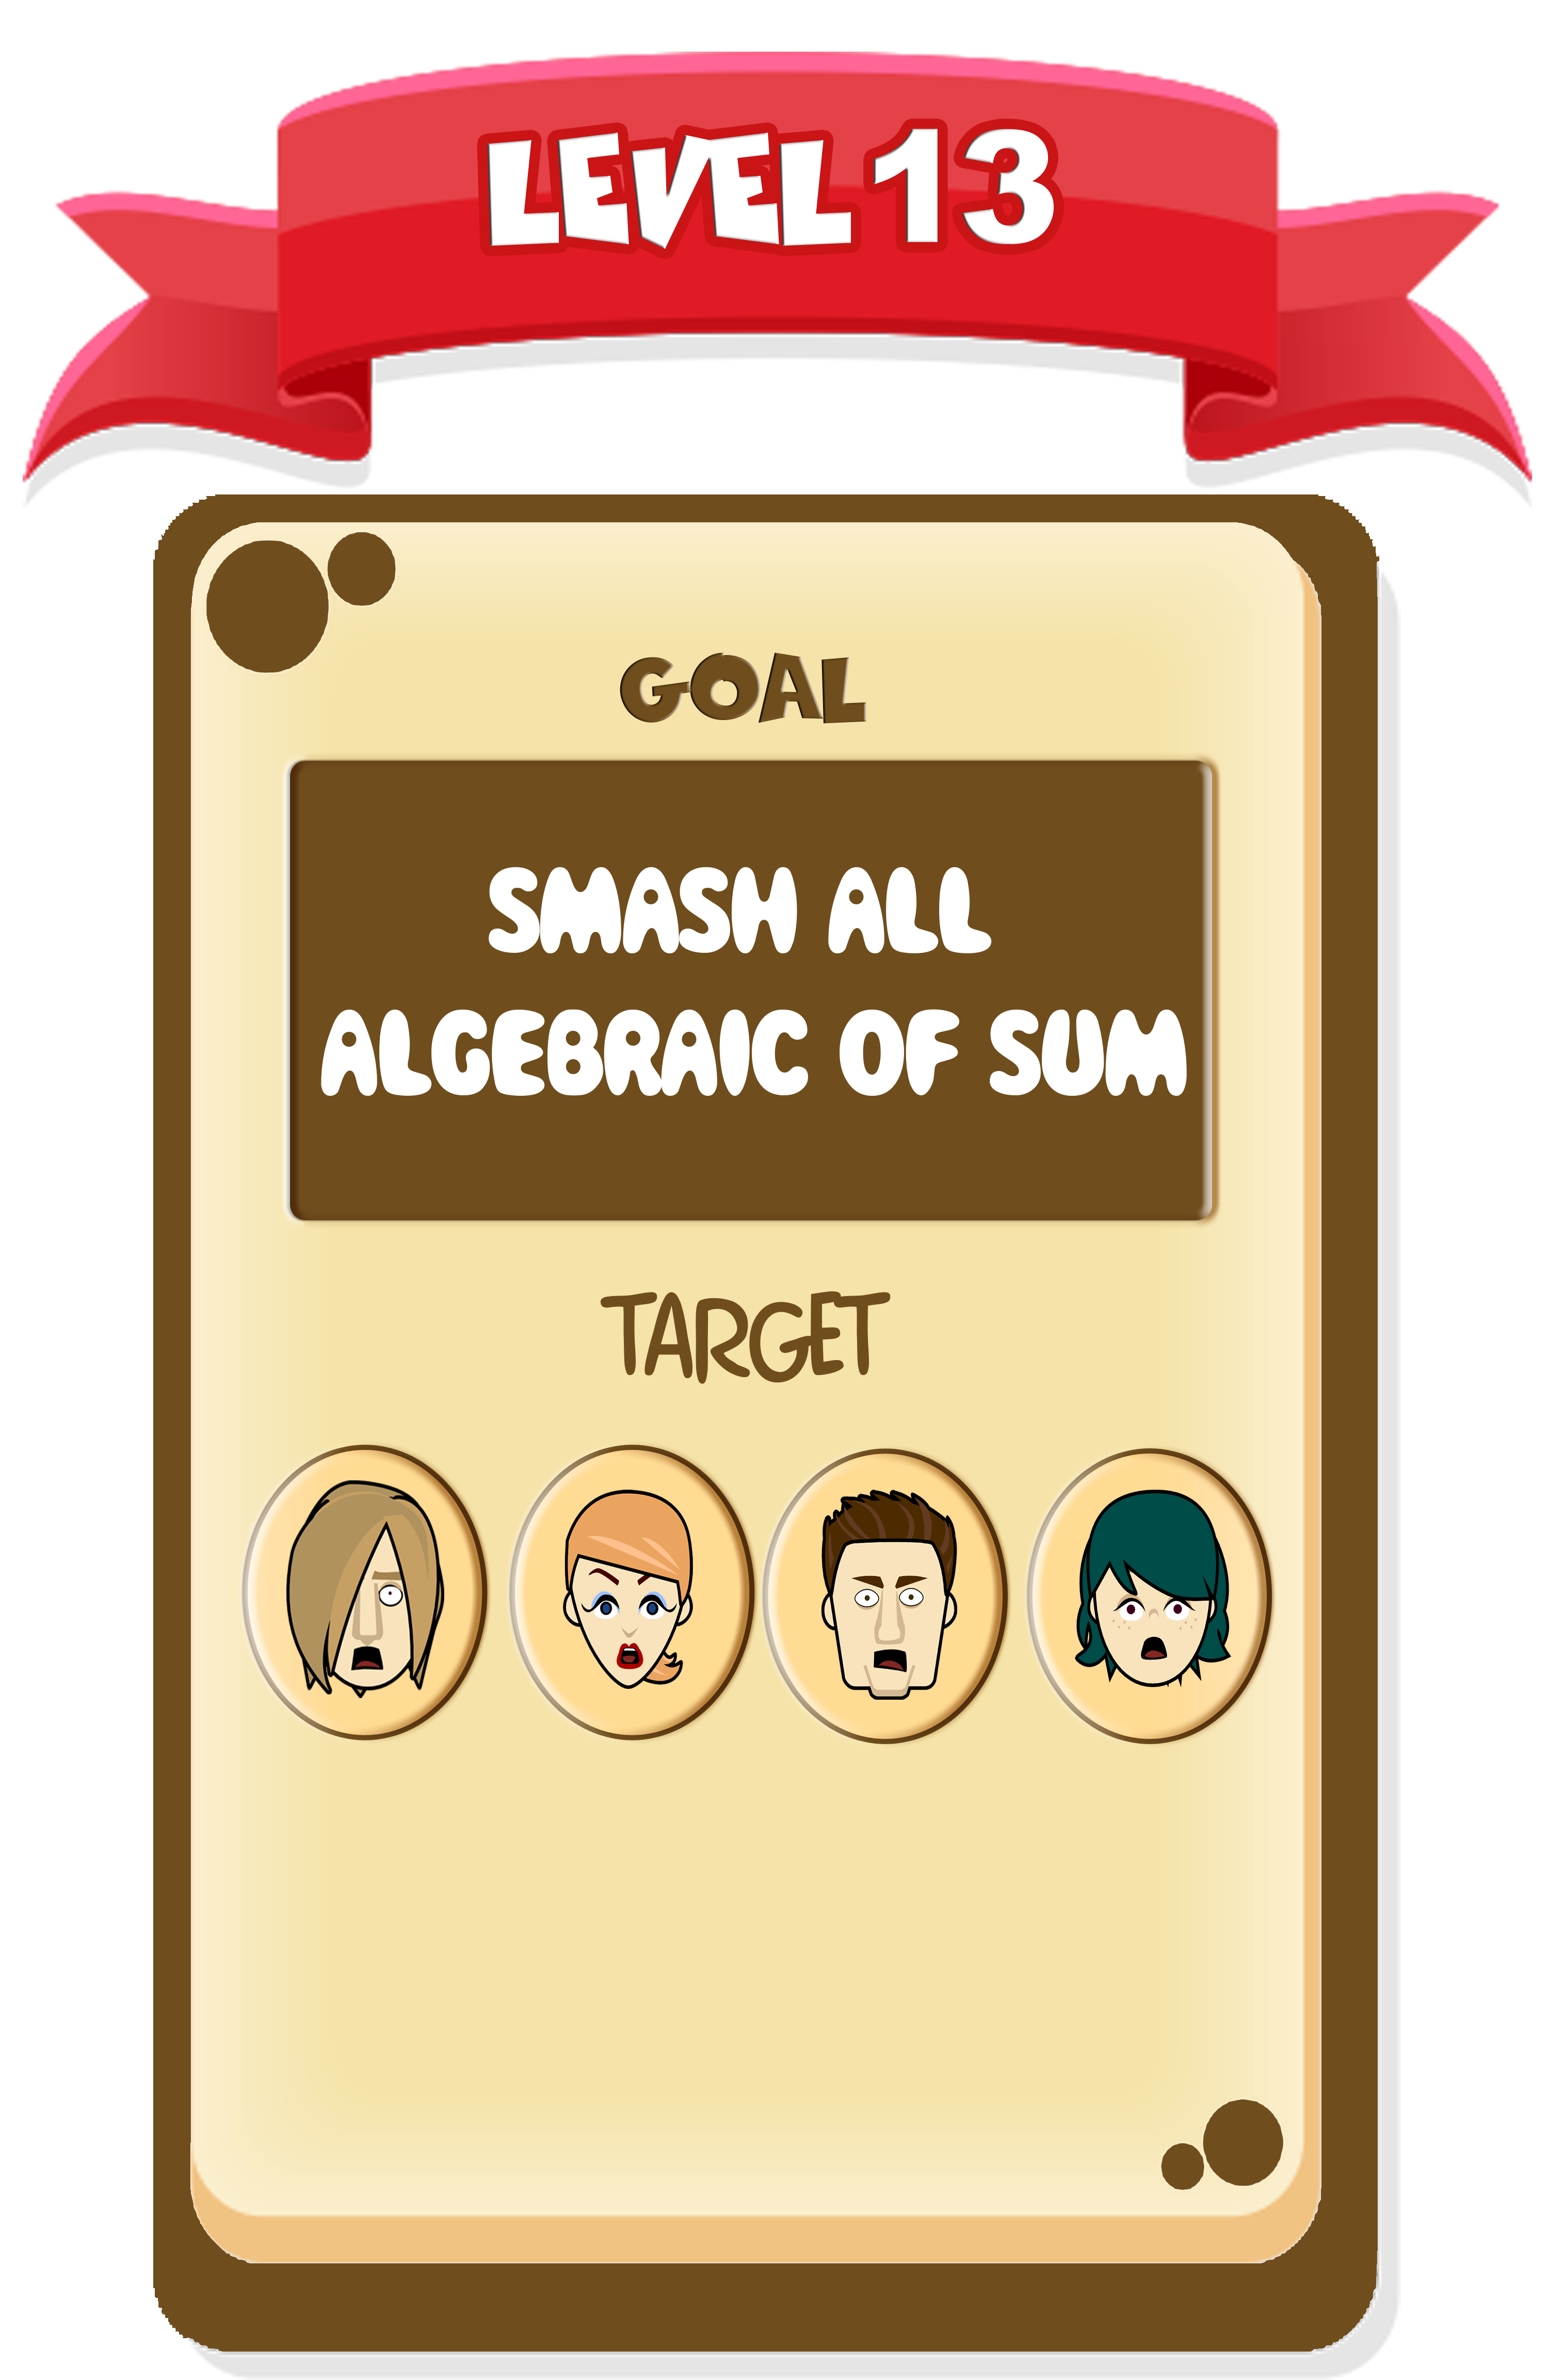 LEVEL 13
GOAL
SMASH ALL
ALGEBRAIC OF SUM
TARGET